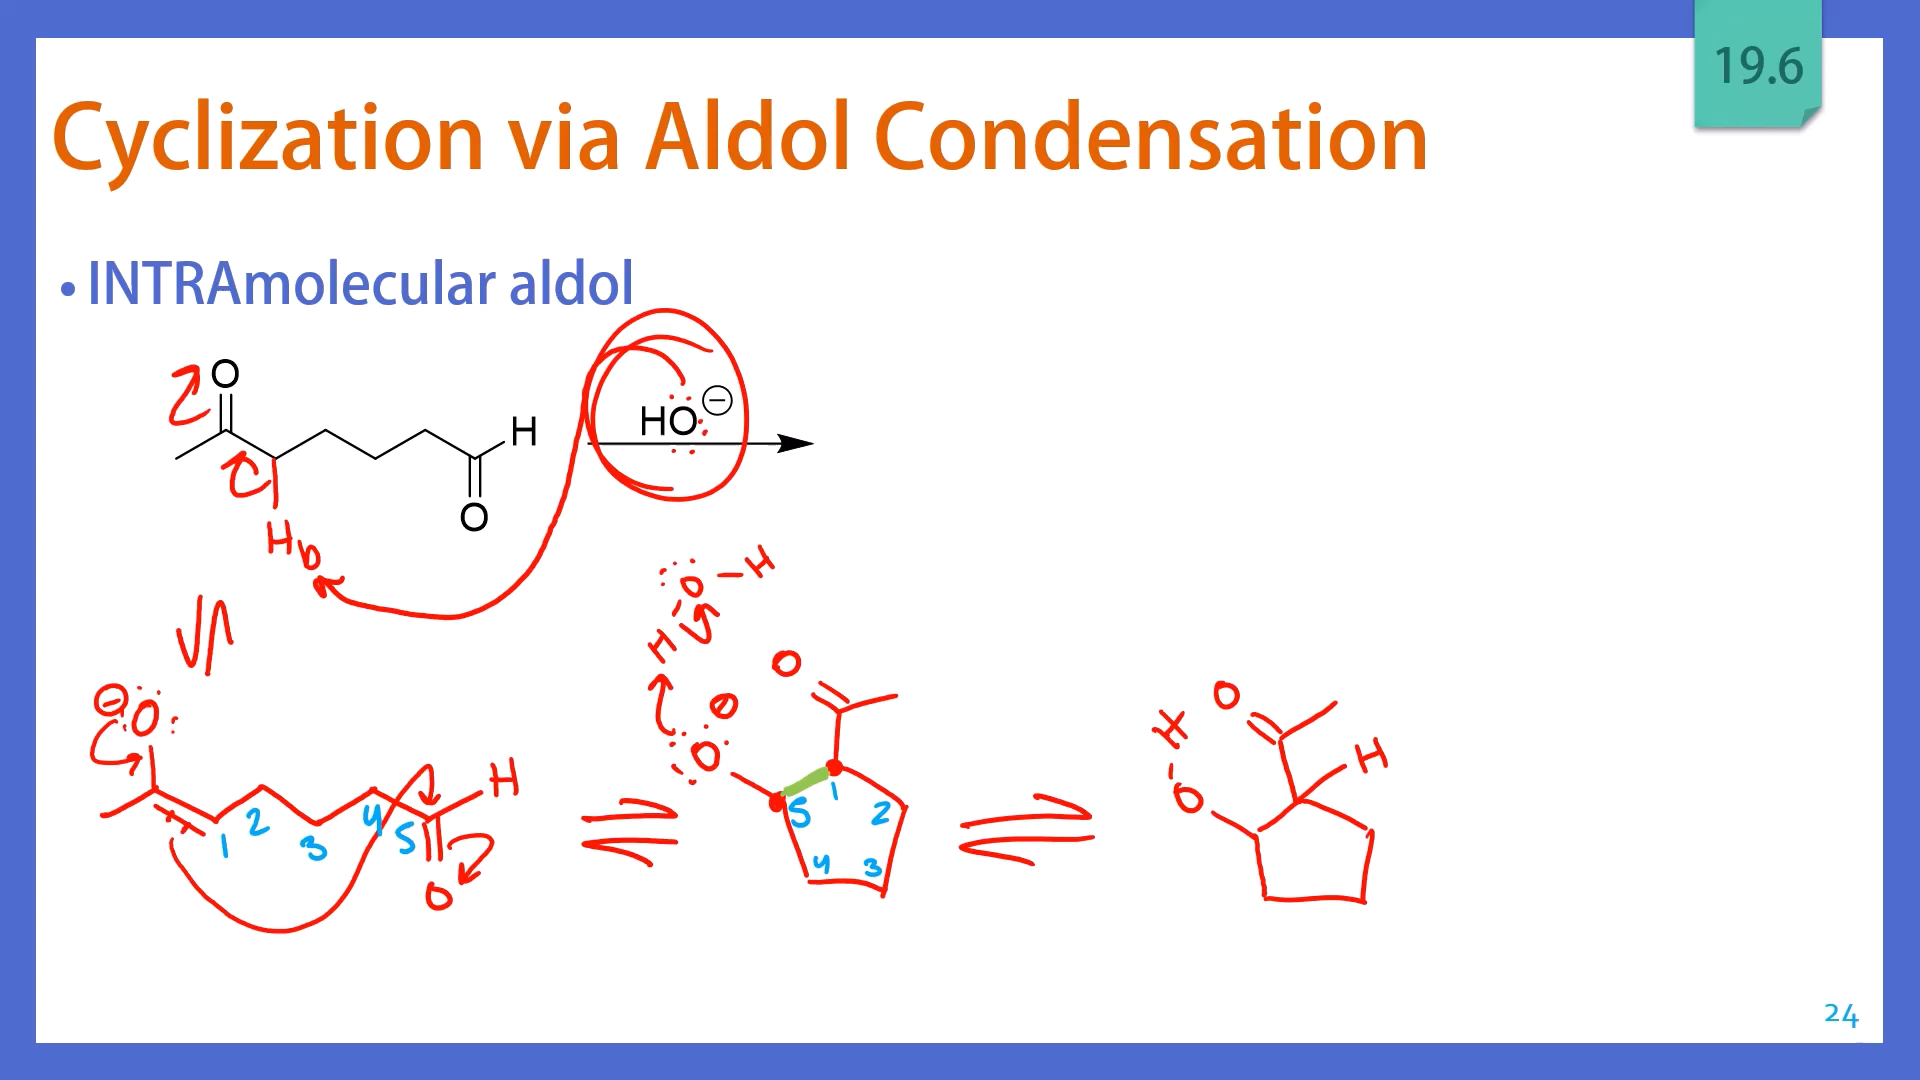 19.6
Cyclization via Aldol Condensation
• INTRAmolecular aldol
O
H
O
HO⊖
Hb
O–H
H
⊖O
H
1 2 3 4 5
O
O
⊖
O
1 2 3 4 5
O
H
O
H
24